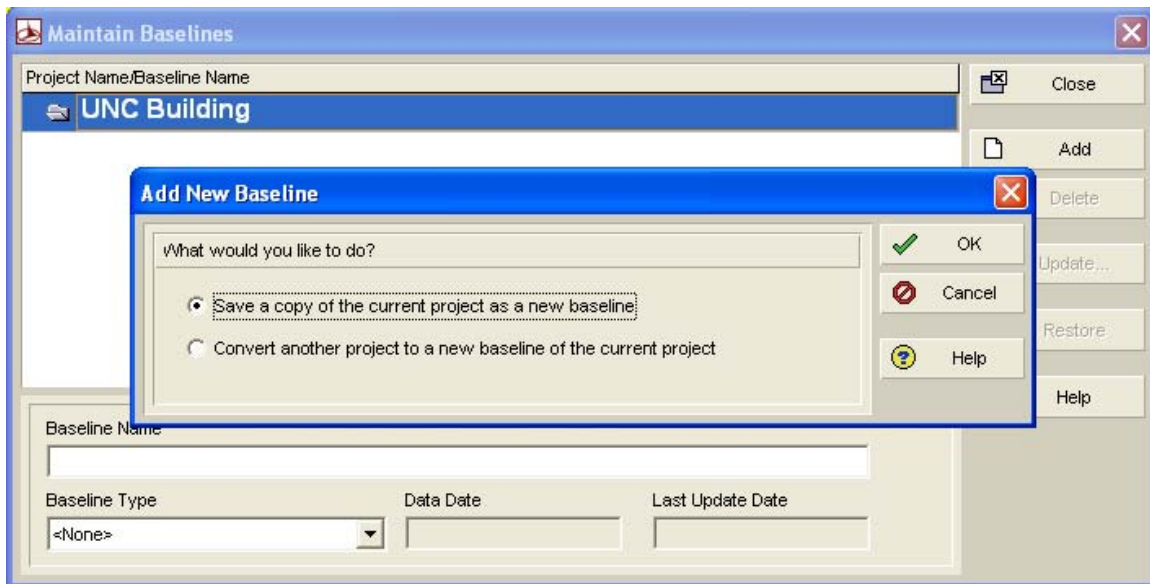 Maintain Baselines
Project Name/Baseline Name
Close
UNC Building
Add
Add New Baseline
Delete
What would you like to do?
OK
Update...
Save a copy of the current project as a new baseline
Cancel
Restore
Convert another project to a new baseline of the current project
Help
Help
Baseline Name
Baseline Type
Data Date
Last Update Date
<None>